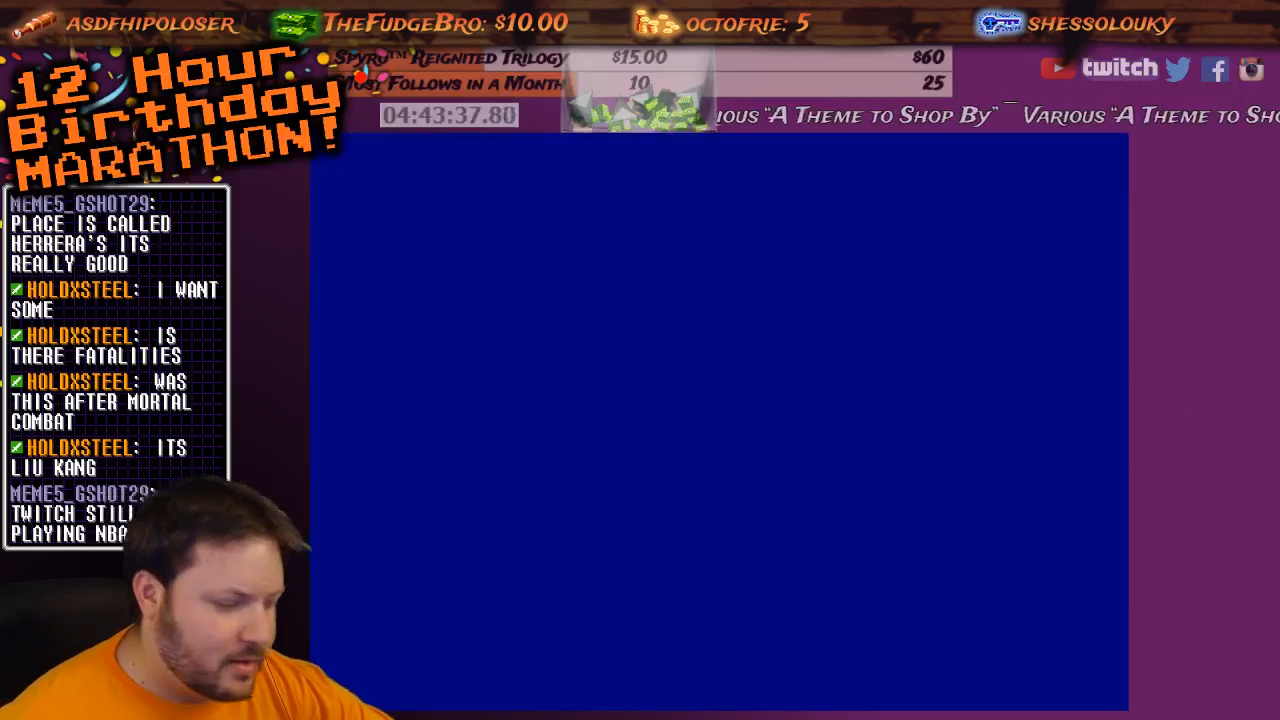 ASDFHIPOLOSER
THEFUDGEBRO: $10.00
OCTOFRIE: 5
SHESSOLOUKY
SPYRO™ REIGNITED TRILOGY $15.00 $60
MOST FOLLOWS IN A MONTH 10 25
04:43:37.80
IOUS "A THEME TO SHOP BY" ~ VARIOUS "A THEME TO SHO
twitch
12 HOUR
BIRTHDAY
MARATHON!
MEME5_GSHOT29:
PLACE IS CALLED
HERRERA'S ITS
REALLY GOOD
HOLDXSTEEL: I WANT
SOME
HOLDXSTEEL: IS
THERE FATALITIES
HOLDXSTEEL: WAS
THIS AFTER MORTAL
COMBAT
HOLDXSTEEL: ITS
LIU KANG
MEME5_GSHOT29:
TWITCH STILL
PLAYING NBA